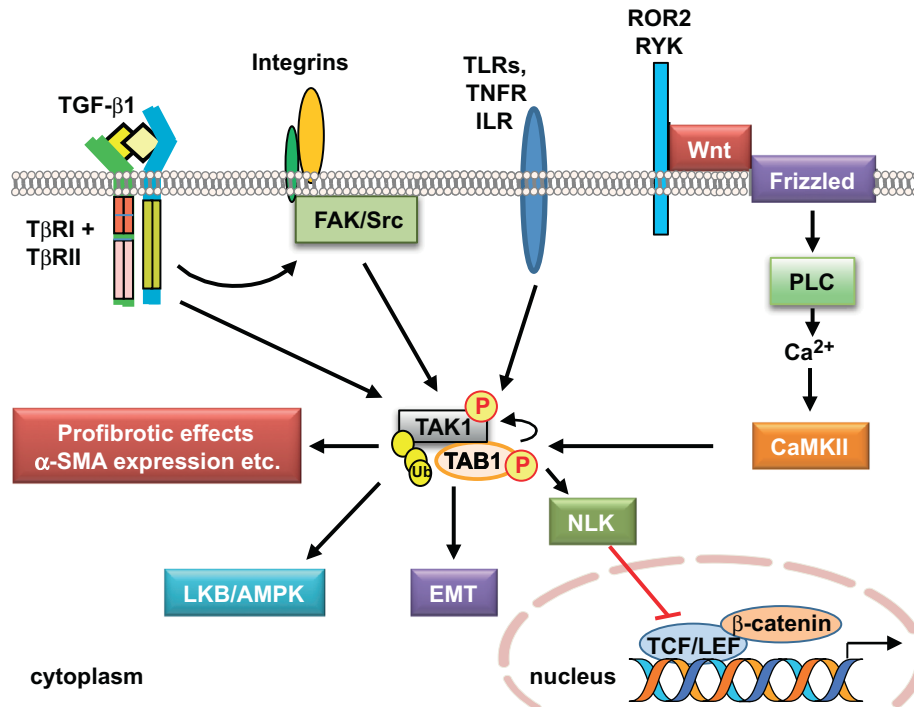 ROR2
RYK
Integrins
TLRs,
TNFR
ILR
TGF-β1
Wnt
Frizzled
TβRI +
TβRII
FAK/Src
PLC
Ca²⁺
P
TAK1
Profibrotic effects
α-SMA expression etc.
CaMKII
TAB1
P
Ub
NLK
LKB/AMPK
EMT
β-catenin
TCF/LEF
cytoplasm
nucleus